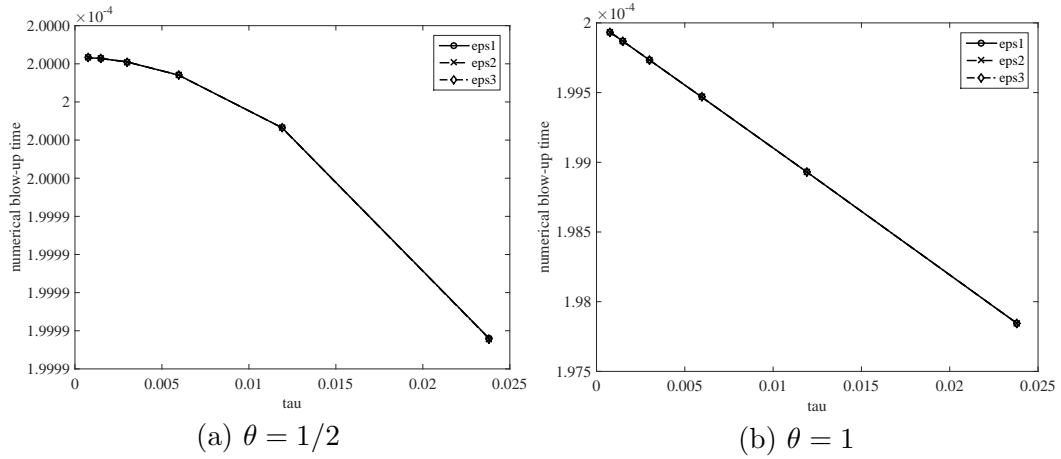 ×10⁻⁴
2.0000
2.0000
2
2.0000
2.0000
1.9999
1.9999
1.9999
1.9999
1.9999
numerical blow-up time
eps1
eps2
eps3
0 0.005 0.01 0.015 0.02 0.025
tau
(a) θ = 1/2
×10⁻⁴
2
1.995
1.99
1.985
1.98
1.975
numerical blow-up time
eps1
eps2
eps3
0 0.005 0.01 0.015 0.02 0.025
tau
(b) θ = 1